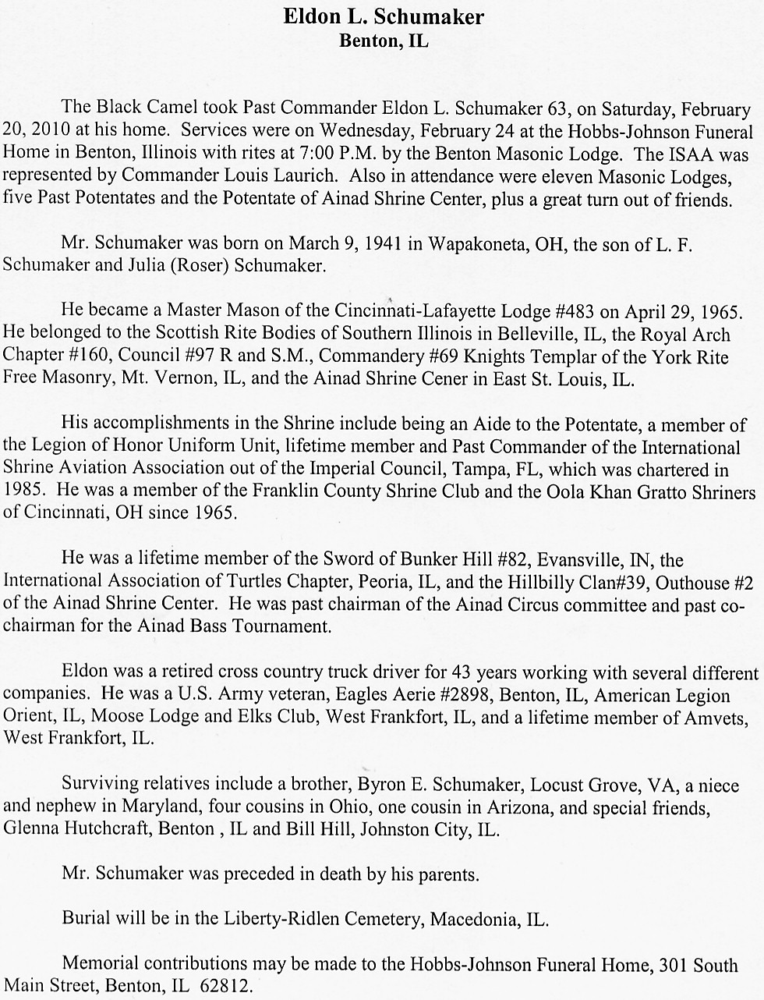 Eldon L. Schumaker
Benton, IL
The Black Camel took Past Commander Eldon L. Schumaker 63, on Saturday, February
20, 2010 at his home.  Services were on Wednesday, February 24 at the Hobbs-Johnson Funeral
Home in Benton, Illinois with rites at 7:00 P.M. by the Benton Masonic Lodge.  The ISAA was
represented by Commander Louis Laurich.  Also in attendance were eleven Masonic Lodges,
five Past Potentates and the Potentate of Ainad Shrine Center, plus a great turn out of friends.
Mr. Schumaker was born on March 9, 1941 in Wapakoneta, OH, the son of L. F.
Schumaker and Julia (Roser) Schumaker.
He became a Master Mason of the Cincinnati-Lafayette Lodge #483 on April 29, 1965.
He belonged to the Scottish Rite Bodies of Southern Illinois in Belleville, IL, the Royal Arch
Chapter #160, Council #97 R and S.M., Commandery #69 Knights Templar of the York Rite
Free Masonry, Mt. Vernon, IL, and the Ainad Shrine Cener in East St. Louis, IL.
His accomplishments in the Shrine include being an Aide to the Potentate, a member of
the Legion of Honor Uniform Unit, lifetime member and Past Commander of the International
Shrine Aviation Association out of the Imperial Council, Tampa, FL, which was chartered in
1985.  He was a member of the Franklin County Shrine Club and the Oola Khan Gratto Shriners
of Cincinnati, OH since 1965.
He was a lifetime member of the Sword of Bunker Hill #82, Evansville, IN, the
International Association of Turtles Chapter, Peoria, IL, and the Hillbilly Clan#39, Outhouse #2
of the Ainad Shrine Center.  He was past chairman of the Ainad Circus committee and past co-
chairman for the Ainad Bass Tournament.
Eldon was a retired cross country truck driver for 43 years working with several different
companies.  He was a U.S. Army veteran, Eagles Aerie #2898, Benton, IL, American Legion
Orient, IL, Moose Lodge and Elks Club, West Frankfort, IL, and a lifetime member of Amvets,
West Frankfort, IL.
Surviving relatives include a brother, Byron E. Schumaker, Locust Grove, VA, a niece
and nephew in Maryland, four cousins in Ohio, one cousin in Arizona, and special friends,
Glenna Hutchcraft, Benton , IL and Bill Hill, Johnston City, IL.
Mr. Schumaker was preceded in death by his parents.
Burial will be in the Liberty-Ridlen Cemetery, Macedonia, IL.
Memorial contributions may be made to the Hobbs-Johnson Funeral Home, 301 South
Main Street, Benton, IL  62812.